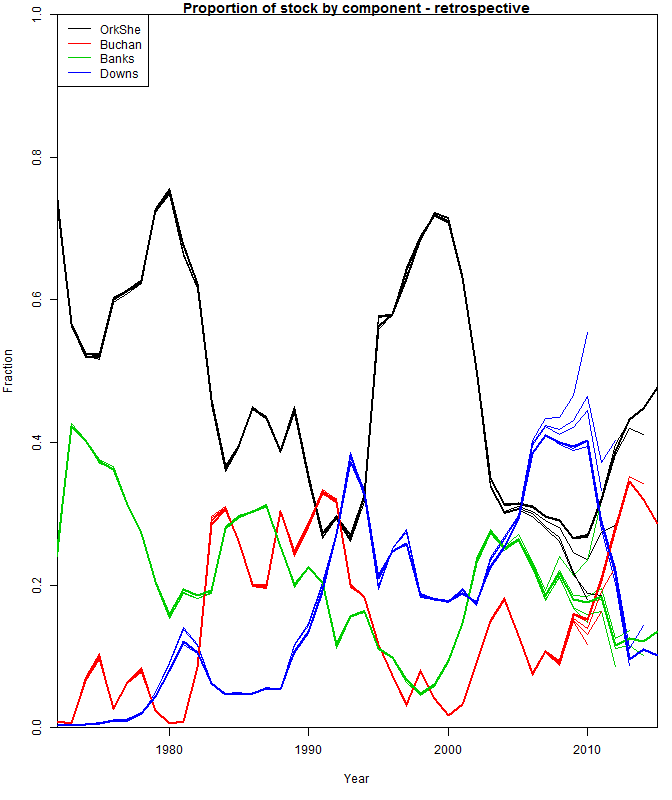 Proportion of stock by component - retrospective
OrkShe
Buchan
Banks
Downs
1.0
0.8
0.6
0.4
0.2
0.0
Fraction
1980 1990 2000 2010
Year